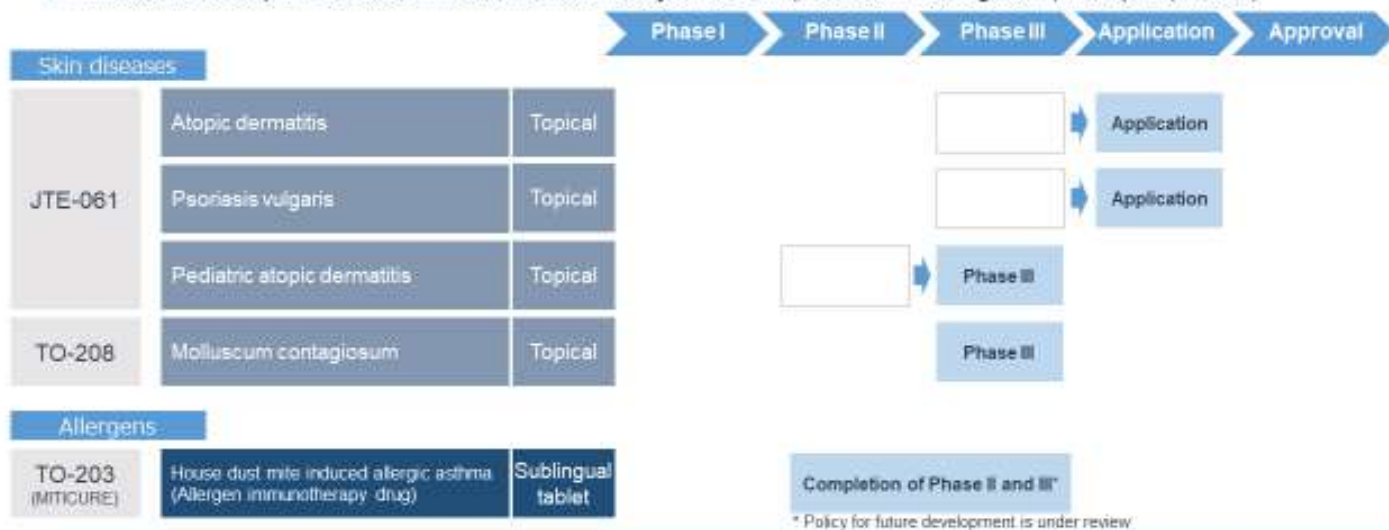 Phase I Phase II Phase III Application Approval
Skin diseases
JTE-061
Atopic dermatitis Topical Application
Psoriasis vulgaris Topical Application
Pediatric atopic dermatitis Topical Phase III
TO-208 Molluscum contagiosum Topical Phase III
Allergens
TO-203
(MITICURE)
House dust mite induced allergic asthma
(Allergen immunotherapy drug)
Sublingual
tablet
Completion of Phase II and III*
* Policy for future development is under review